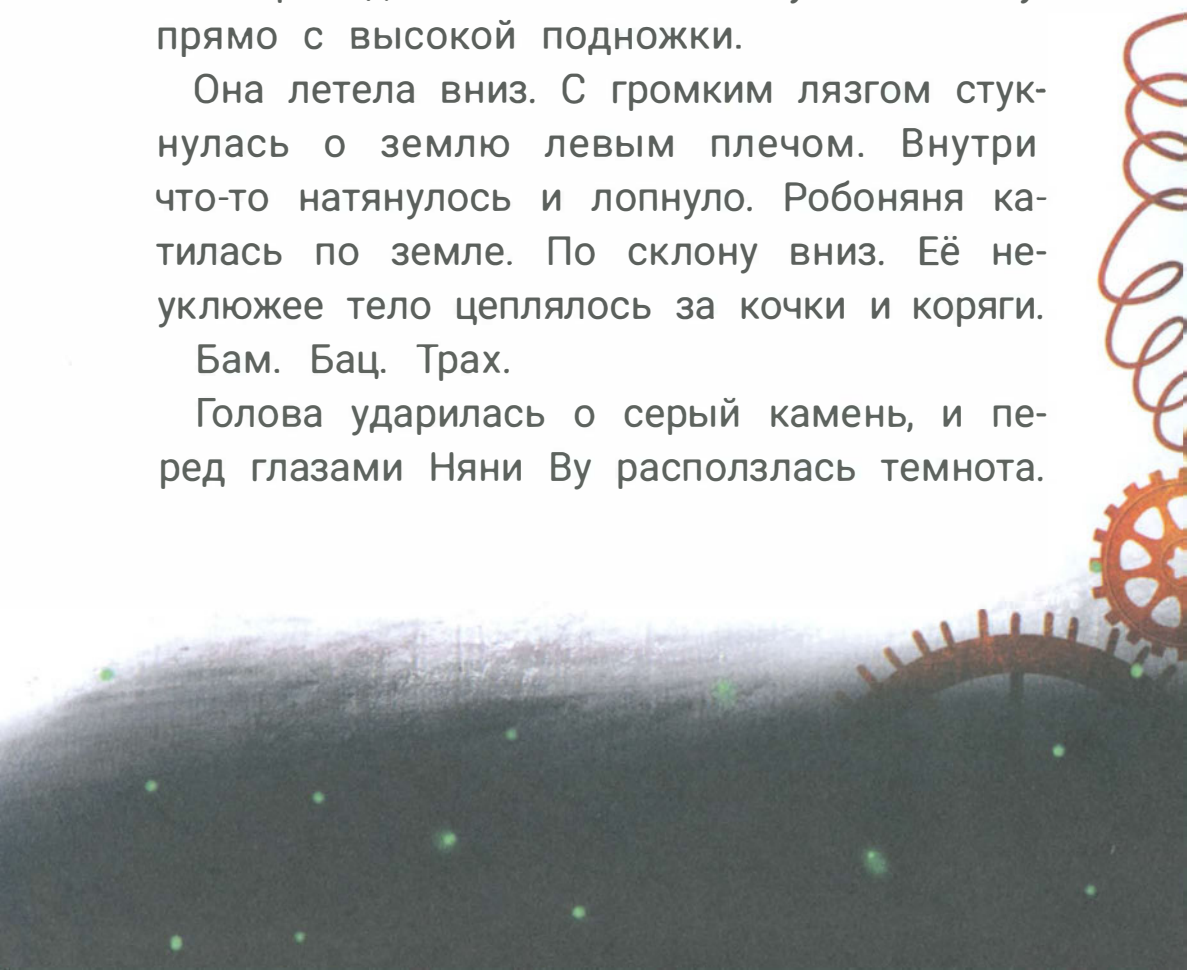 прямо с высокой подножки.
Она летела вниз. С громким лязгом стук-
нулась о землю левым плечом. Внутри
что-то натянулось и лопнуло. Робоняня ка-
тилась по земле. По склону вниз. Её не-
уклюжее тело цеплялось за кочки и коряги.
Бам. Бац. Трах.
Голова ударилась о серый камень, и пе-
ред глазами Няни Ву расползлась темнота.